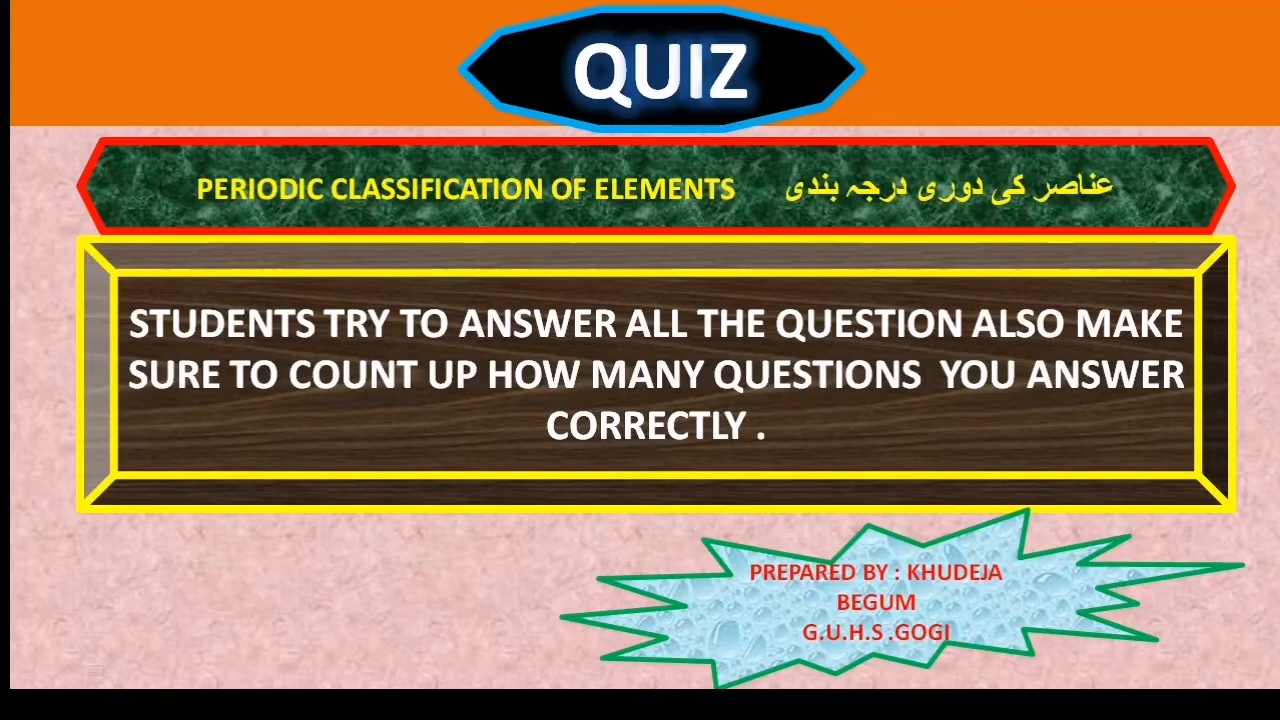 QUIZ
PERIODIC CLASSIFICATION OF ELEMENTS عناصر کی دوری درجہ بندی
STUDENTS TRY TO ANSWER ALL THE QUESTION ALSO MAKE
SURE TO COUNT UP HOW MANY QUESTIONS YOU ANSWER
CORRECTLY .
PREPARED BY : KHUDEJA
BEGUM
G.U.H.S .GOGI